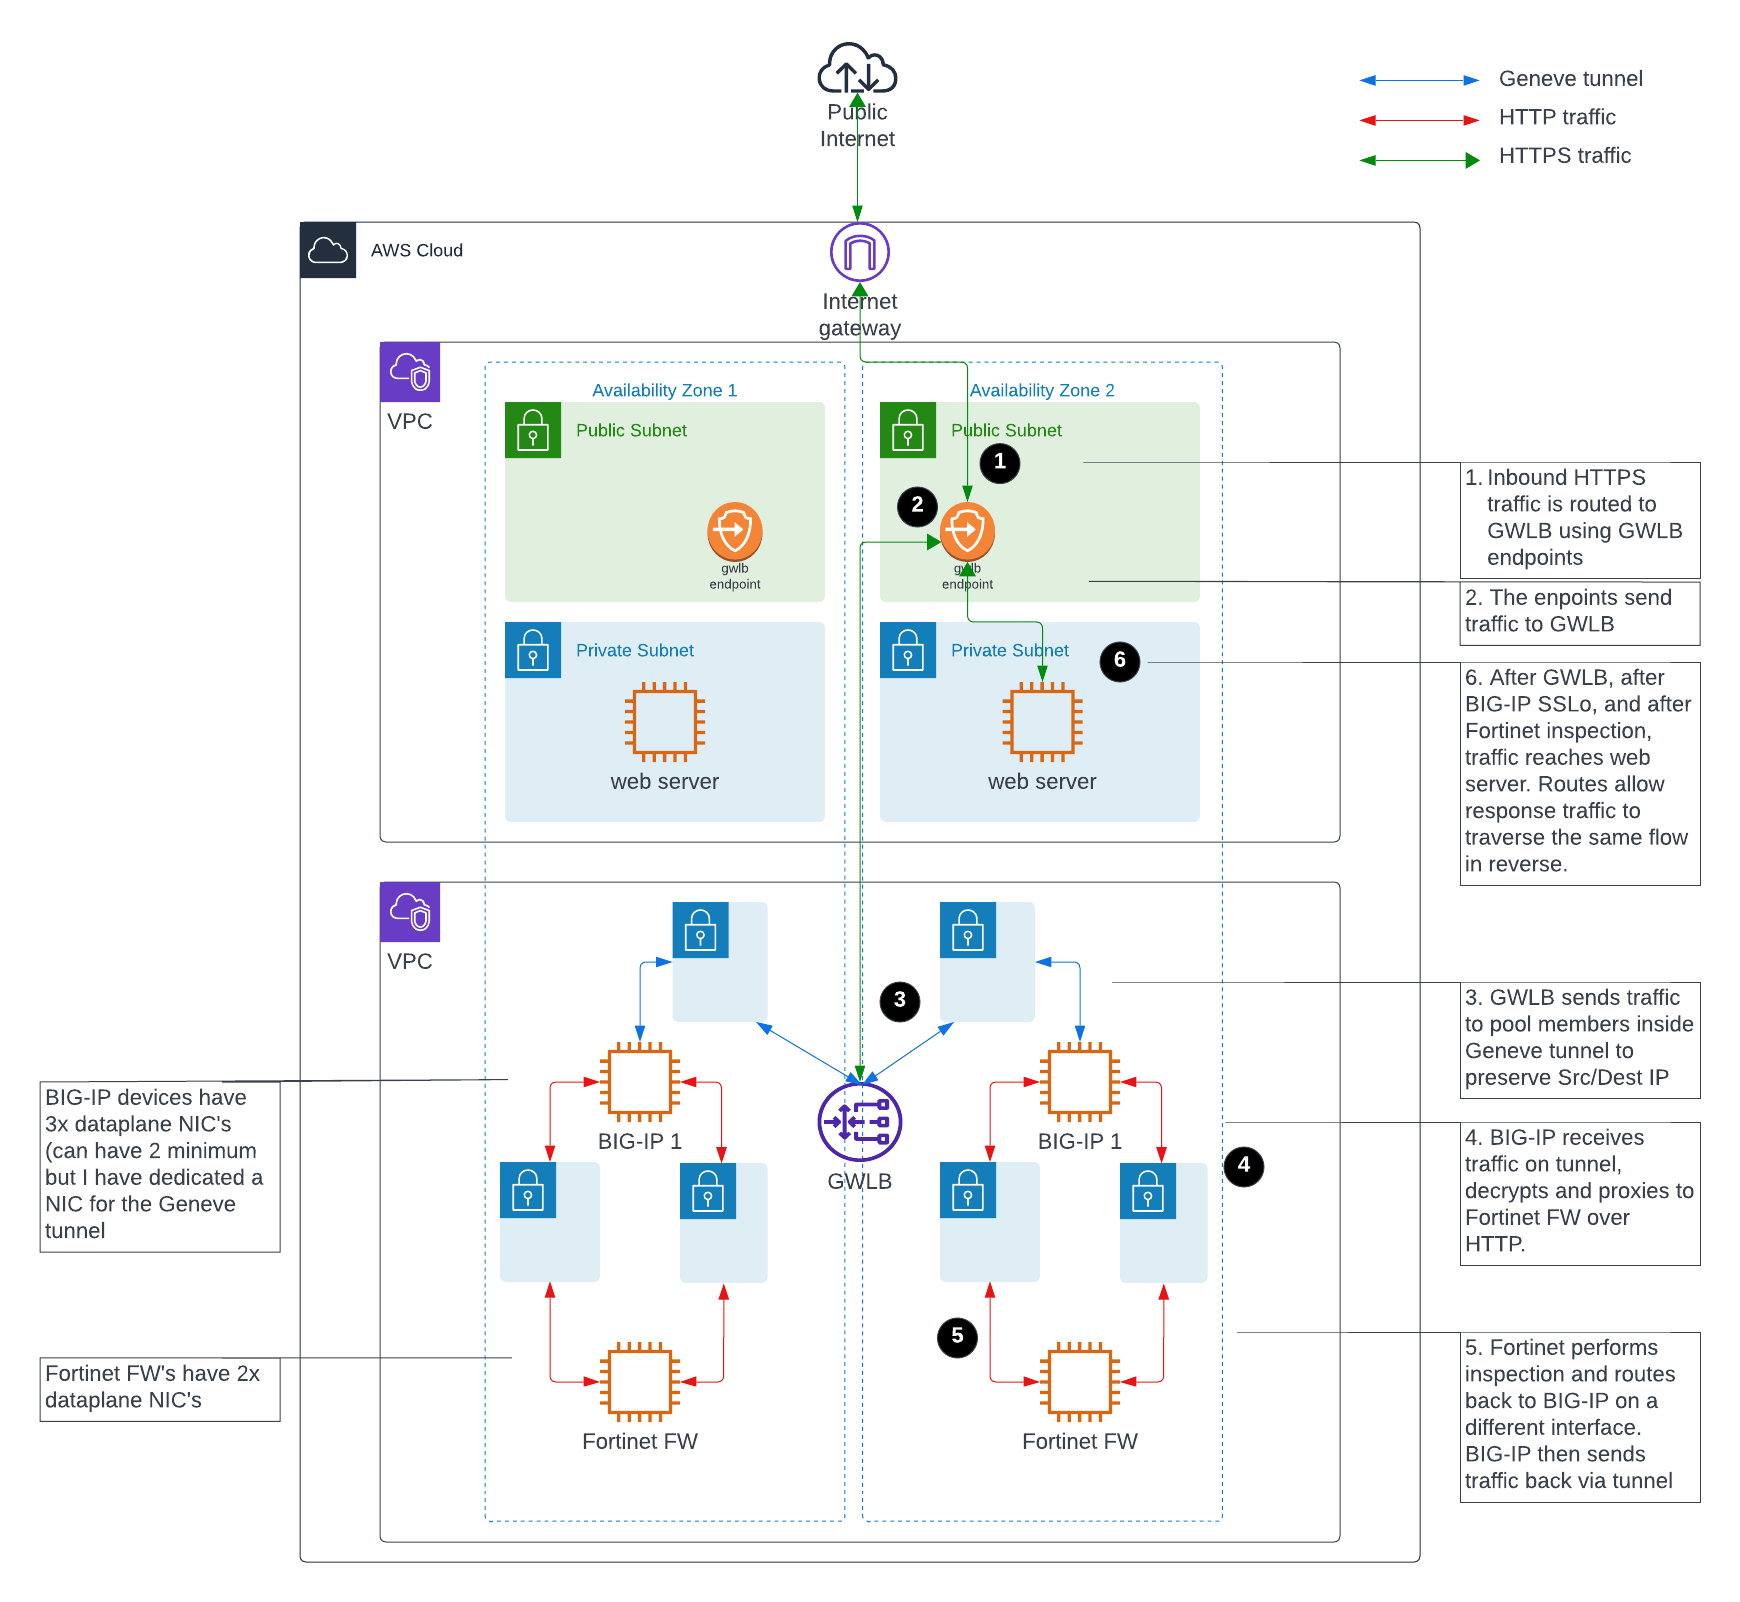 Public
Internet
Geneve tunnel
HTTP traffic
HTTPS traffic
AWS Cloud
Internet
gateway
VPC
Availability Zone 1
Availability Zone 2
Public Subnet
Public Subnet
1
2
gwlb
endpoint
gwlb
endpoint
1. Inbound HTTPS
traffic is routed to
GWLB using GWLB
endpoints
2. The enpoints send
traffic to GWLB
Private Subnet
Private Subnet
6
web server
web server
6. After GWLB, after
BIG-IP SSLo, and after
Fortinet inspection,
traffic reaches web
server. Routes allow
response traffic to
traverse the same flow
in reverse.
VPC
3
3. GWLB sends traffic
to pool members inside
Geneve tunnel to
preserve Src/Dest IP
BIG-IP devices have
3x dataplane NIC's
(can have 2 minimum
but I have dedicated a
NIC for the Geneve
tunnel
BIG-IP 1
GWLB
BIG-IP 1
4
4. BIG-IP receives
traffic on tunnel,
decrypts and proxies to
Fortinet FW over
HTTP.
5
Fortinet FW's have 2x
dataplane NIC's
Fortinet FW
Fortinet FW
5. Fortinet performs
inspection and routes
back to BIG-IP on a
different interface.
BIG-IP then sends
traffic back via tunnel